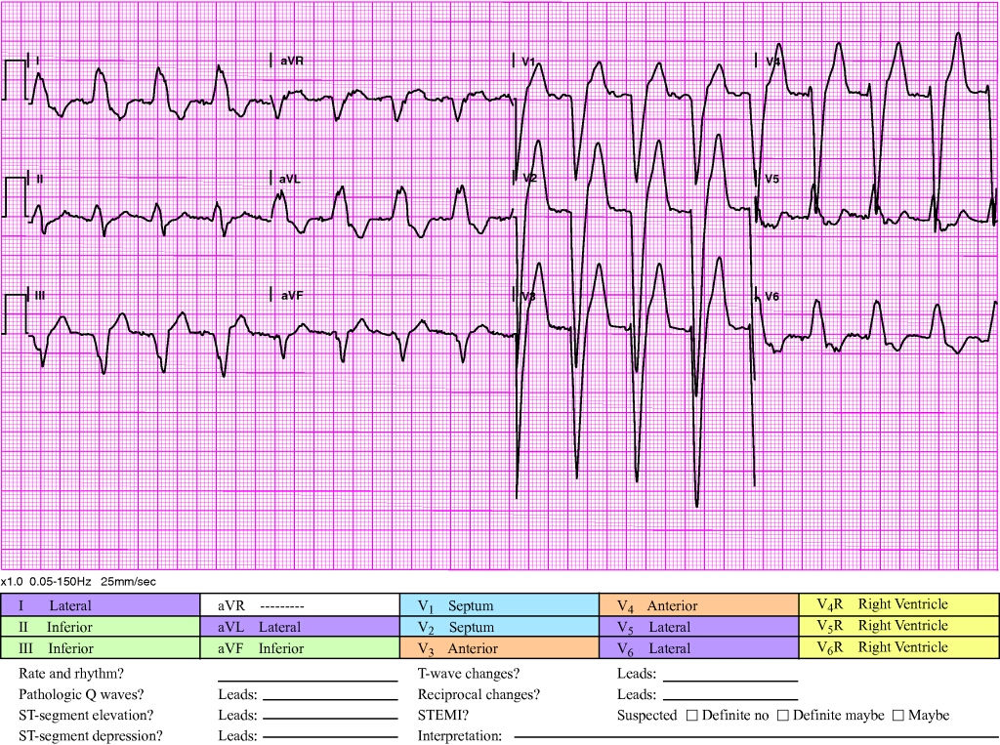 I aVR V1 V4
II aVL V2 V5
III aVF V3 V6
x1.0 0.05-150Hz 25mm/sec
I Lateral aVR --------- V1 Septum V4 Anterior V4R Right Ventricle
II Inferior aVL Lateral V2 Septum V5 Lateral V5R Right Ventricle
III Inferior aVF Inferior V3 Anterior V6 Lateral V6R Right Ventricle
Rate and rhythm? T-wave changes? Leads:
Pathologic Q waves? Leads: Reciprocal changes? Leads:
ST-segment elevation? Leads: STEMI? Suspected Definite no Definite maybe Maybe
ST-segment depression? Leads: Interpretation: